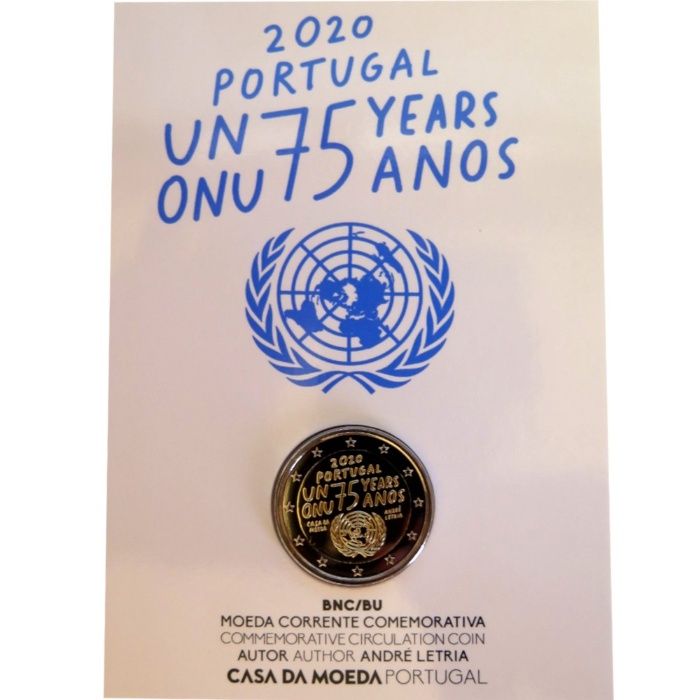 2020
PORTUGAL
UN 75 YEARS
ONU ANOS
2020
PORTUGAL
UN 75 YEARS
ONU ANOS
CASA DA ANDRÉ
MOEDA LETRIA
BNC/BU
MOEDA CORRENTE COMEMORATIVA
COMMEMORATIVE CIRCULATION COIN
AUTOR AUTHOR ANDRÉ LETRIA
CASA DA MOEDA PORTUGAL